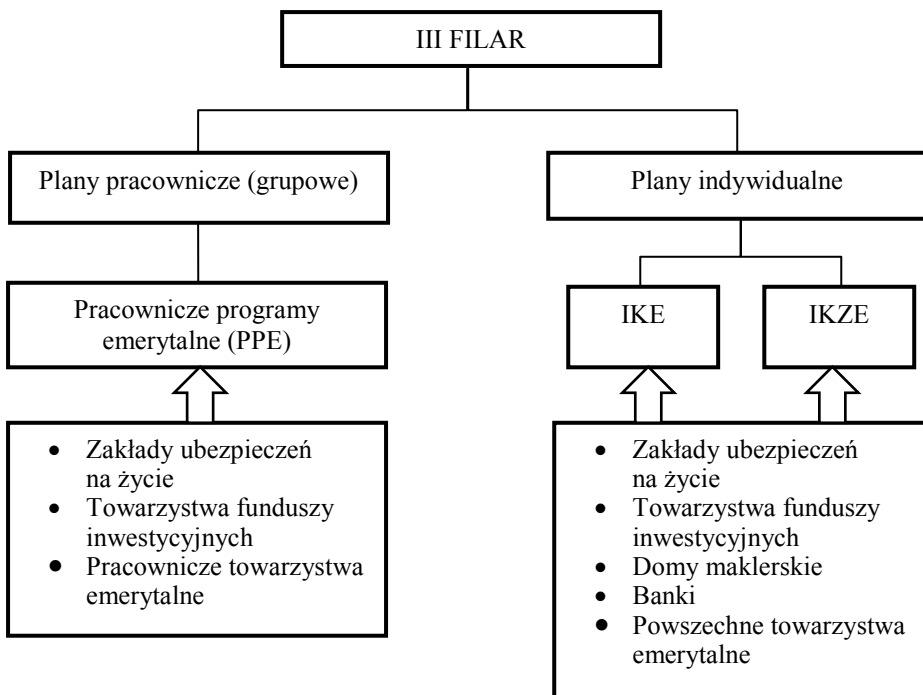 III FILAR
Plany pracownicze (grupowe)
Plany indywidualne
Pracownicze programy
emerytalne (PPE)
IKE
IKZE
• Zakłady ubezpieczeń
na życie
• Towarzystwa funduszy
inwestycyjnych
• Pracownicze towarzystwa
emerytalne
• Zakłady ubezpieczeń
na życie
• Towarzystwa funduszy
inwestycyjnych
• Domy maklerskie
• Banki
• Powszechne towarzystwa
emerytalne